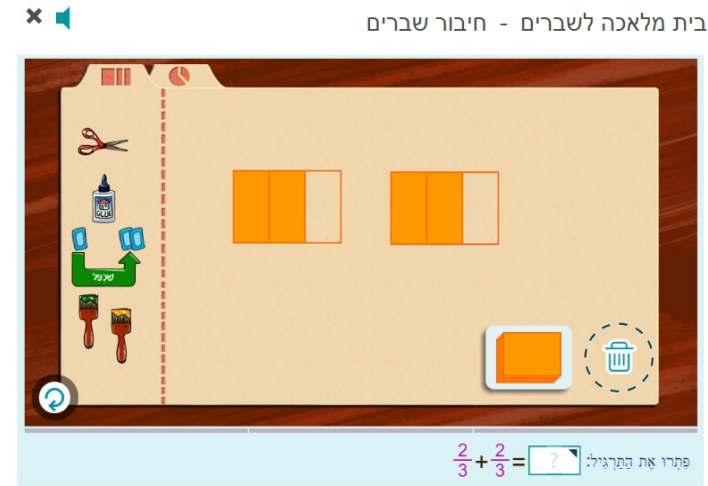 בית מלאכה לשברים - חיבור שברים
GLUE
שכפל
פִּתְרוּ אֶת הַתַּרְגִּיל: 2/3 + 2/3 = ?